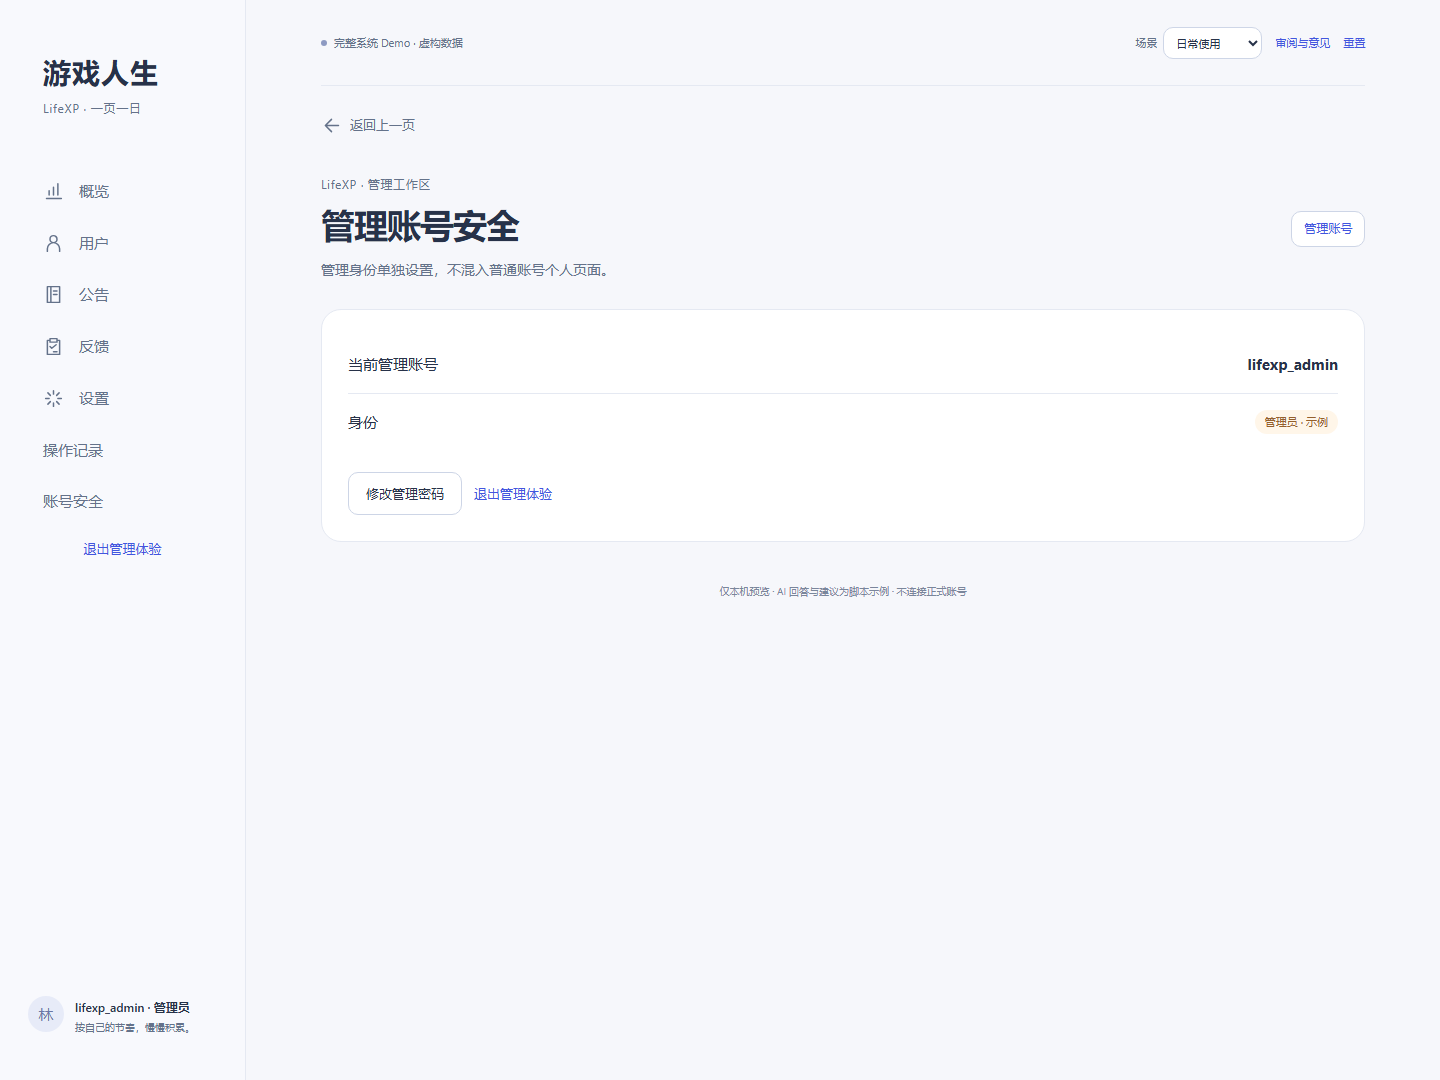 游戏人生
LifeXP · 一页一日
概览
用户
公告
反馈
设置
操作记录
账号安全
退出管理体验
林
lifexp_admin · 管理员
按自己的节奏，慢慢积累。
完整系统 Demo · 虚构数据
场景
日常使用
审阅与意见
重置
返回上一页
LifeXP · 管理工作区
管理账号安全
管理账号
管理身份单独设置，不混入普通账号个人页面。
当前管理账号
lifexp_admin
身份
管理员 · 示例
修改管理密码
退出管理体验
仅本机预览 · AI 回答与建议为脚本示例 · 不连接正式账号